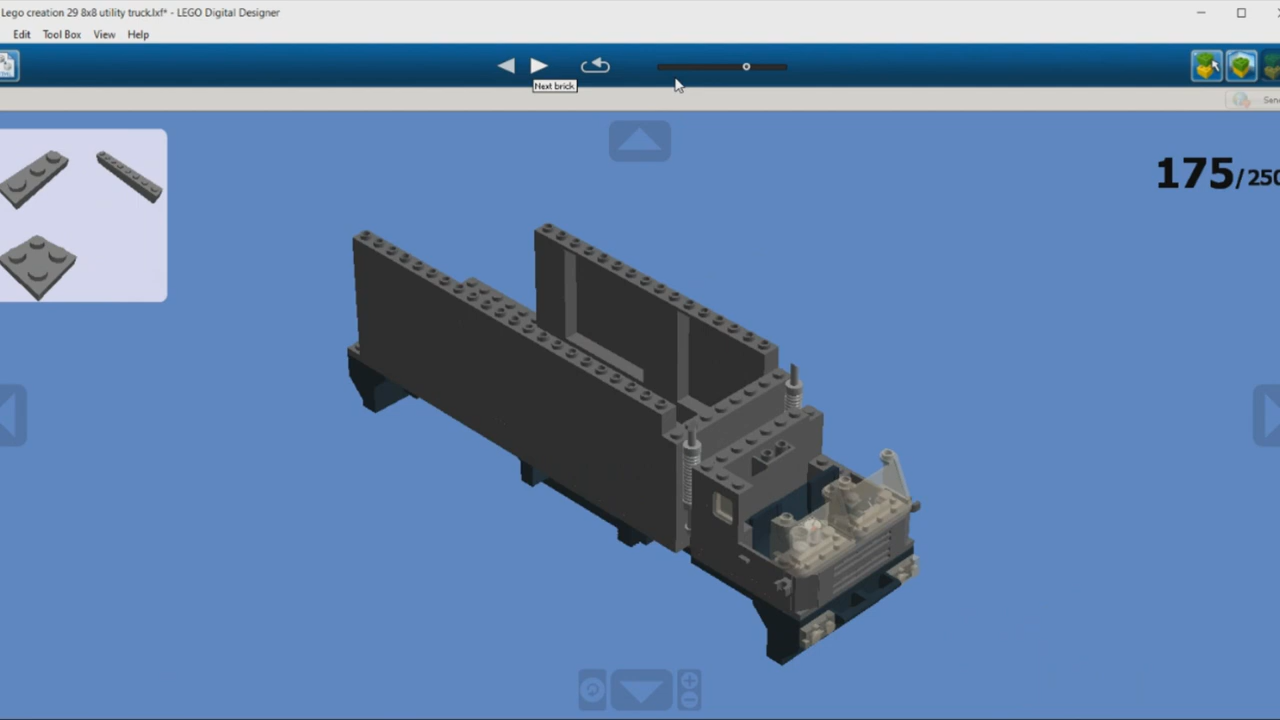 Lego creation 29 8x8 utility truck.lxf* - LEGO Digital Designer
Edit Tool Box View Help
Next brick
175/250